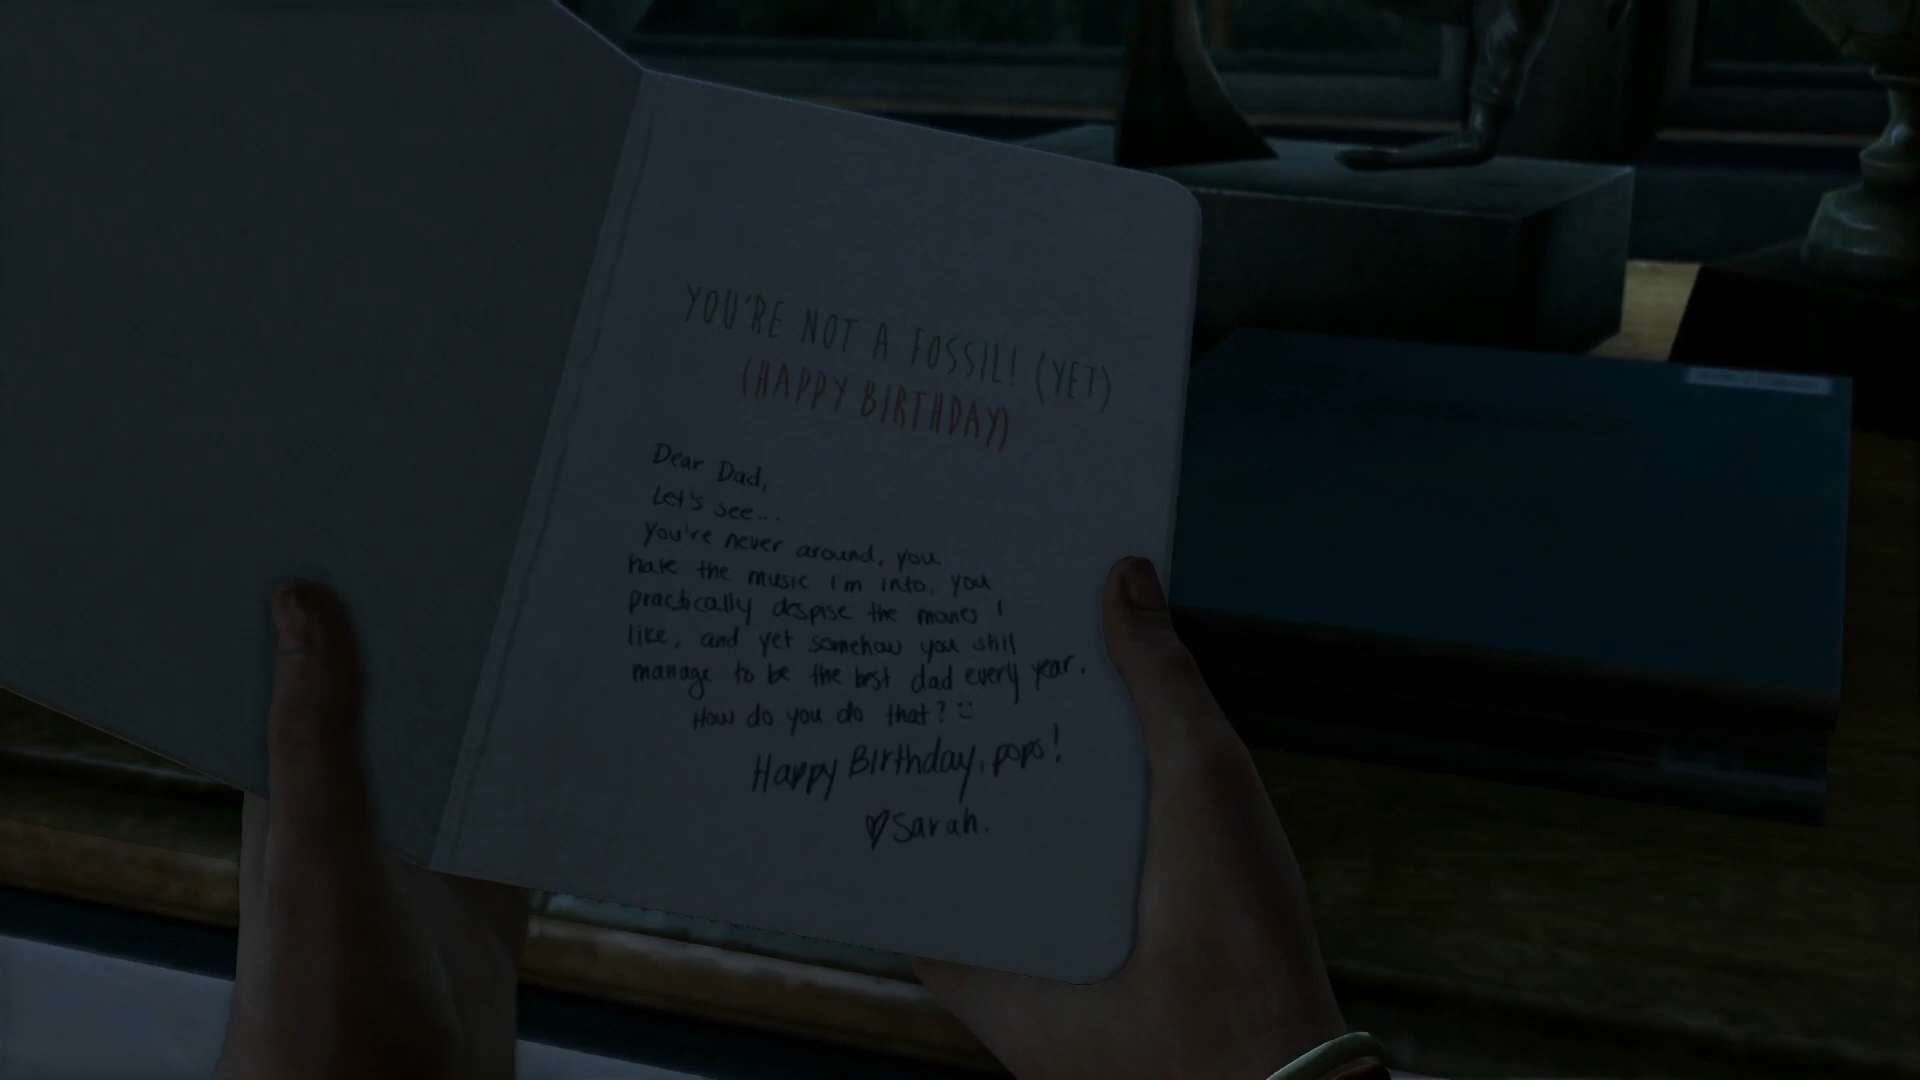 YOU'RE NOT A FOSSIL! (YET)
(HAPPY BIRTHDAY)
Dear Dad,
Let's see...
You're never around, you
hate the music I'm into, you
practically despise the movies I
like, and yet somehow you still
manage to be the best dad every year.
How do you do that? :)
Happy Birthday, pops!
♡Sarah.